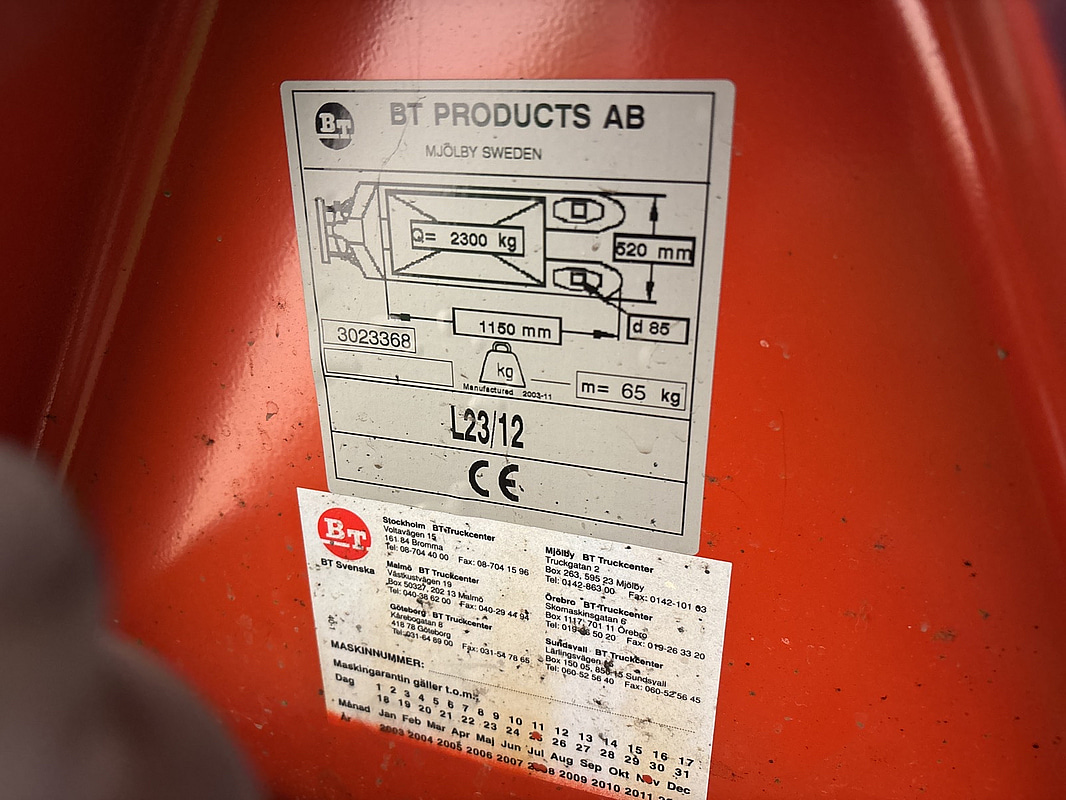 BT
BT PRODUCTS AB
MJÖLBY SWEDEN
Q= 2300 kg
520 mm
1150 mm
d 85
3023368
kg
Manufactured 2003-11
m= 65 kg
L23/12
CE
BT
BT Svenska
Stockholm BT-Truckcenter
Voltavägen 15
161 84 Bromma
Tel: 08-704 40 00 Fax: 08-704 15 96
Malmö BT Truckcenter
Västkustvägen 19
Box 50327, 202 13 Malmö
Tel: 040-38 62 00 Fax: 040-29 44 94
Göteborg BT Truckcenter
Kärebogatan 8
418 78 Göteborg
Tel: 031-64 89 00 Fax: 031-54 78 65
Mjölby BT Truckcenter
Truckgatan 2
Box 263, 595 23 Mjölby
Tel: 0142-863 00 Fax: 0142-101 63
Örebro BT-Truckcenter
Skomaskinsgatan 6
Box 1117, 701 11 Örebro
Tel: 50 20 Fax: 019-26 33 20
Sundsvall BT Truckcenter
Lärlingsvägen
Box 150 05, 850 15 Sundsvall
Tel: 060-52 56 40 Fax: 060-52 56 45
MASKINNUMMER:
Maskingarantin gäller t.o.m.:
Dag 1 2 3 4 5 6 7 8 9 10 11 12 13 14 15 16 17
18 19 20 21 22 23 24 25 26 27 28 29 30 31
Månad Jan Feb Mar Apr Maj Jun Jul Aug Sep Okt Nov Dec
År 2003 2004 2005 2006 2007 2008 2009 2010 2011